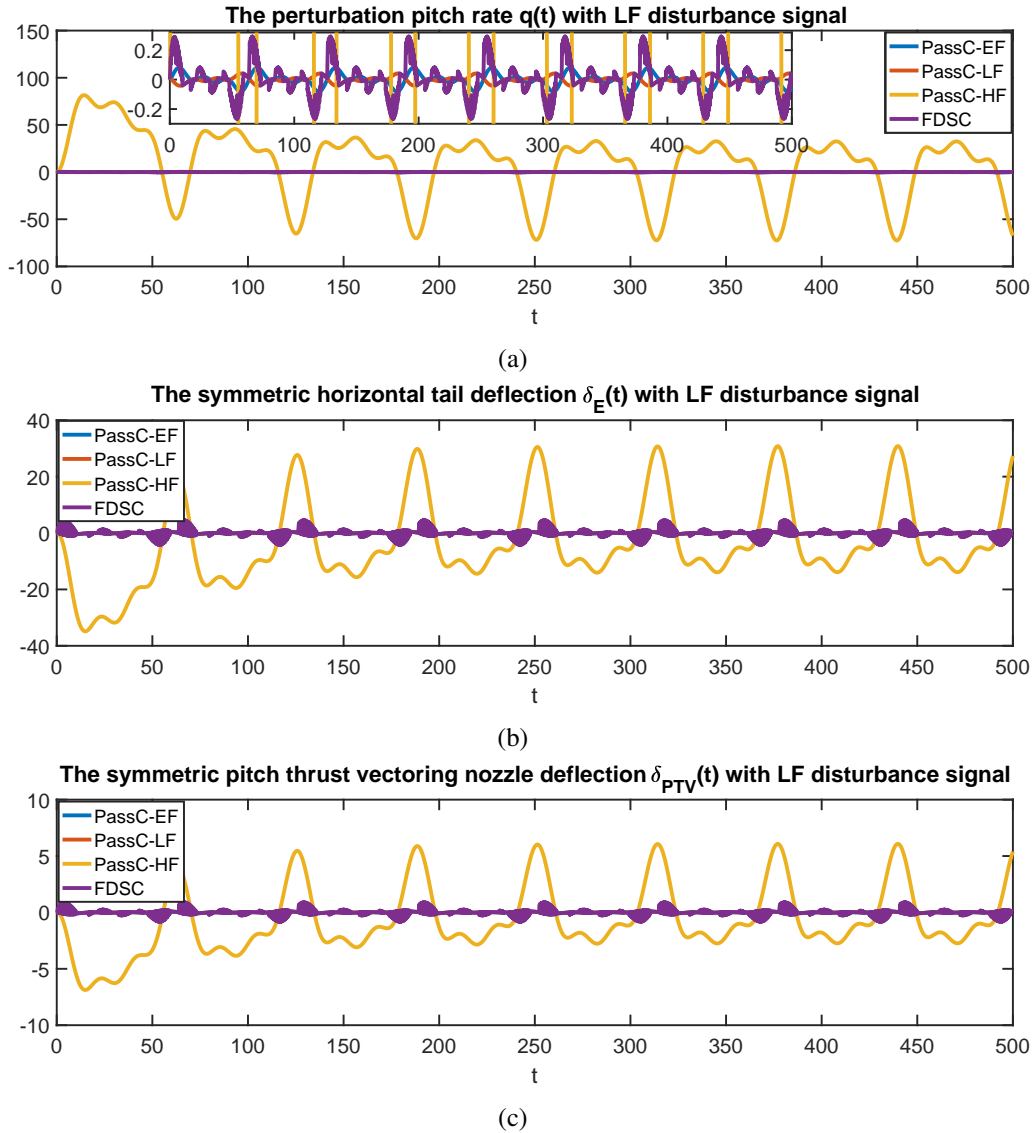 The perturbation pitch rate q(t) with LF disturbance signal
150
100
50
0
-50
-100
0.2
0
-0.2
0 100 200 300 400 500
PassC-EF
PassC-LF
PassC-HF
FDSC
0 50 100 150 200 250 300 350 400 450 500
t
(a)
The symmetric horizontal tail deflection δ_E(t) with LF disturbance signal
40
20
0
-20
-40
PassC-EF
PassC-LF
PassC-HF
FDSC
0 50 100 150 200 250 300 350 400 450 500
t
(b)
The symmetric pitch thrust vectoring nozzle deflection δ_PTV(t) with LF disturbance signal
10
5
0
-5
-10
PassC-EF
PassC-LF
PassC-HF
FDSC
0 50 100 150 200 250 300 350 400 450 500
t
(c)